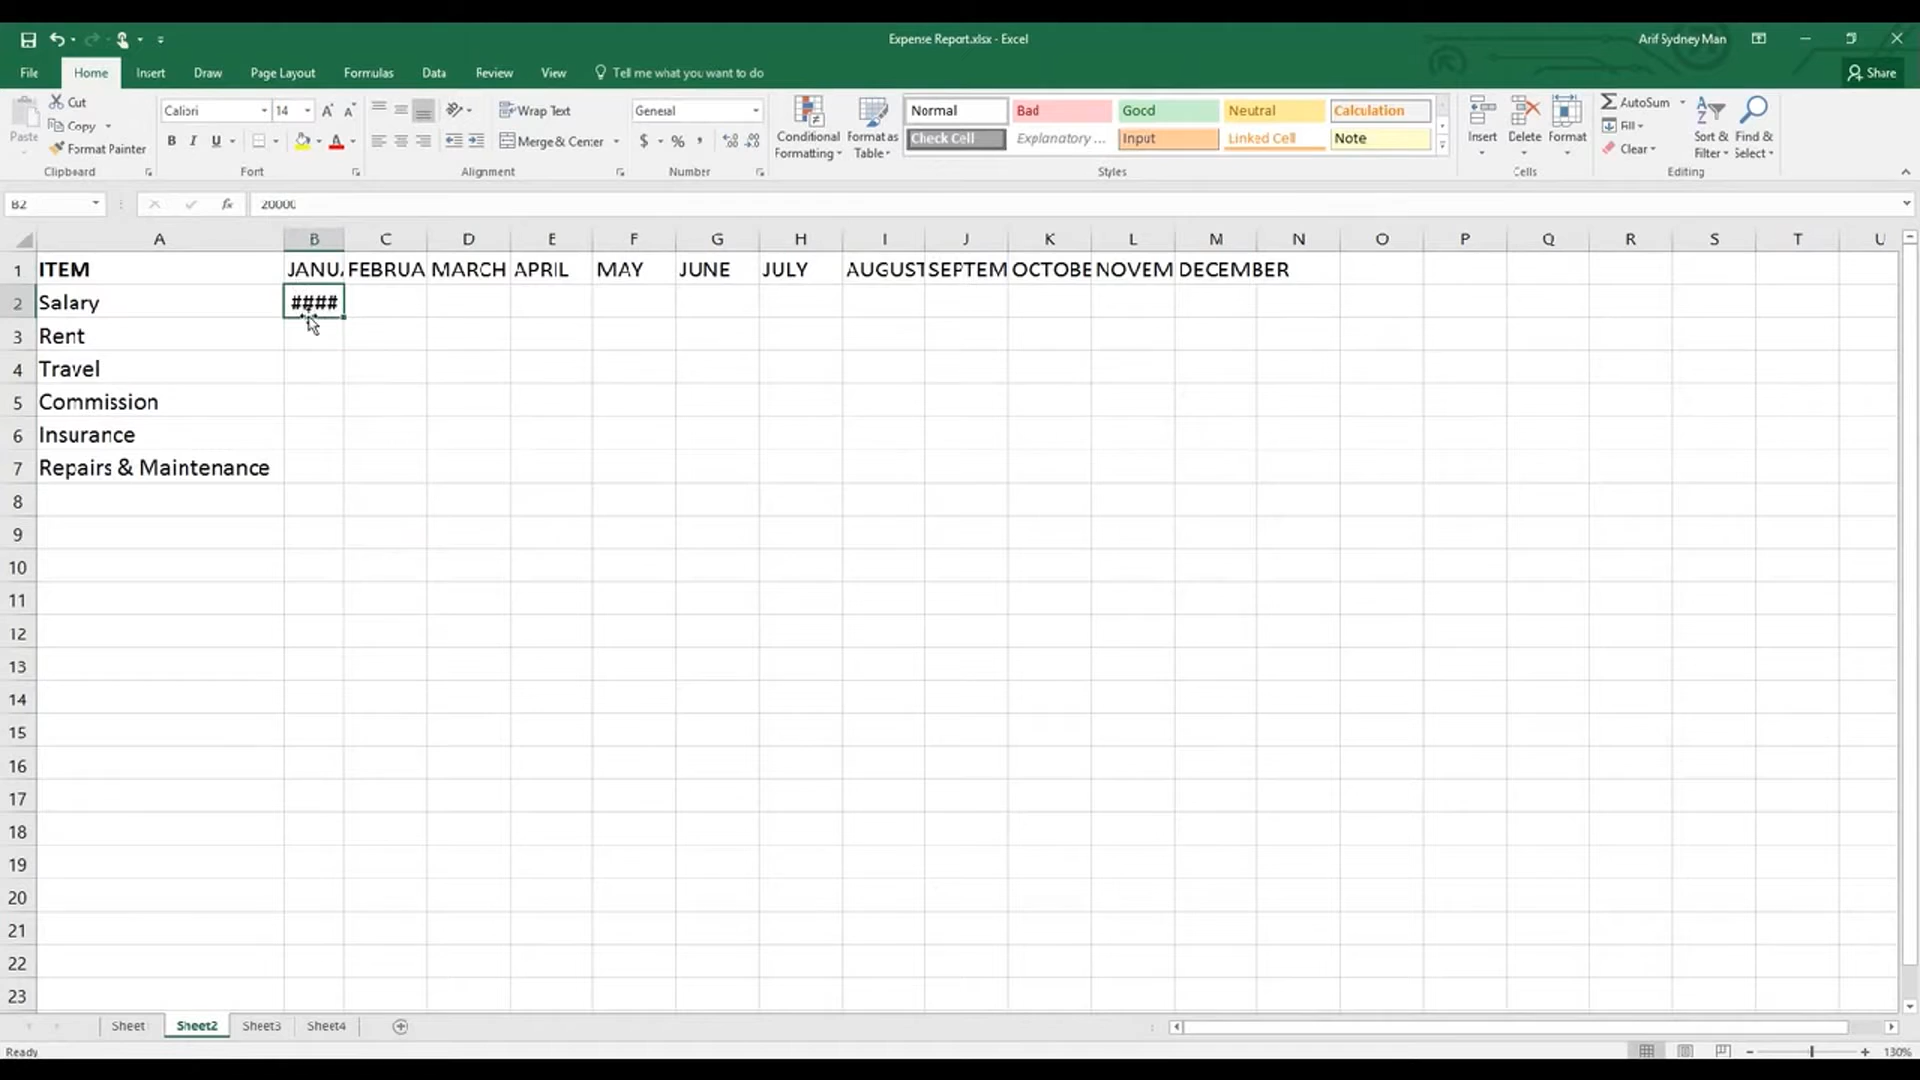 Expense Report.xlsx - Excel
Arif Sydney Man
File Home Insert Draw Page Layout Formulas Data Review View Tell me what you want to do
Share
Paste
Cut
Copy
Format Painter
Clipboard
Calibri 14
B I U
Font
Wrap Text
Merge & Center
Alignment
General
$ % ,
Number
Conditional Formatting
Format as Table
Normal Bad Good Neutral Calculation
Check Cell Explanatory ... Input Linked Cell Note
Styles
Insert Delete Format
Cells
AutoSum
Fill
Clear
Sort & Filter
Find & Select
Editing
B2 fx 20000
A B C D E F G H I J K L M N O P Q R S T U
1 ITEM JANU FEBRUA MARCH APRIL MAY JUNE JULY AUGUST SEPTEM OCTOBE NOVEM DECEMBER
2 Salary ####
3 Rent
4 Travel
5 Commission
6 Insurance
7 Repairs & Maintenance
8
9
10
11
12
13
14
15
16
17
18
19
20
21
22
23
Sheet Sheet2 Sheet3 Sheet4
Ready
130%